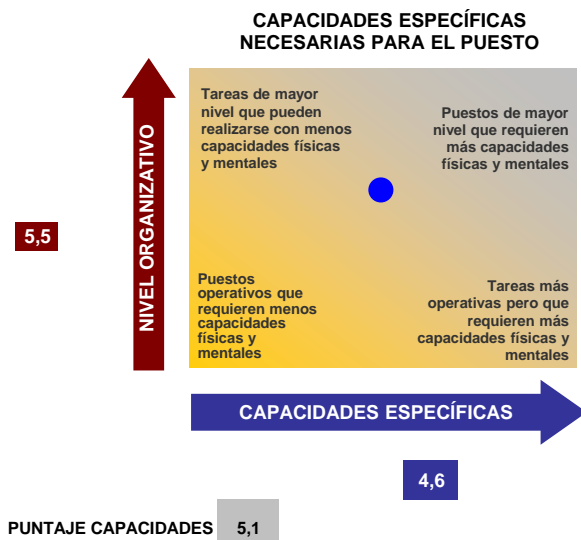 CAPACIDADES ESPECÍFICAS
NECESARIAS PARA EL PUESTO
Tareas de mayor
nivel que pueden
realizarse con menos
capacidades físicas
y mentales
Puestos de mayor
nivel que requieren
más capacidades
físicas y mentales
NIVEL ORGANIZATIVO
5,5
Puestos
operativos que
requieren menos
capacidades
físicas y
mentales
Tareas más
operativas pero que
requieren más
capacidades físicas y
mentales
CAPACIDADES ESPECÍFICAS
4,6
PUNTAJE CAPACIDADES 5,1